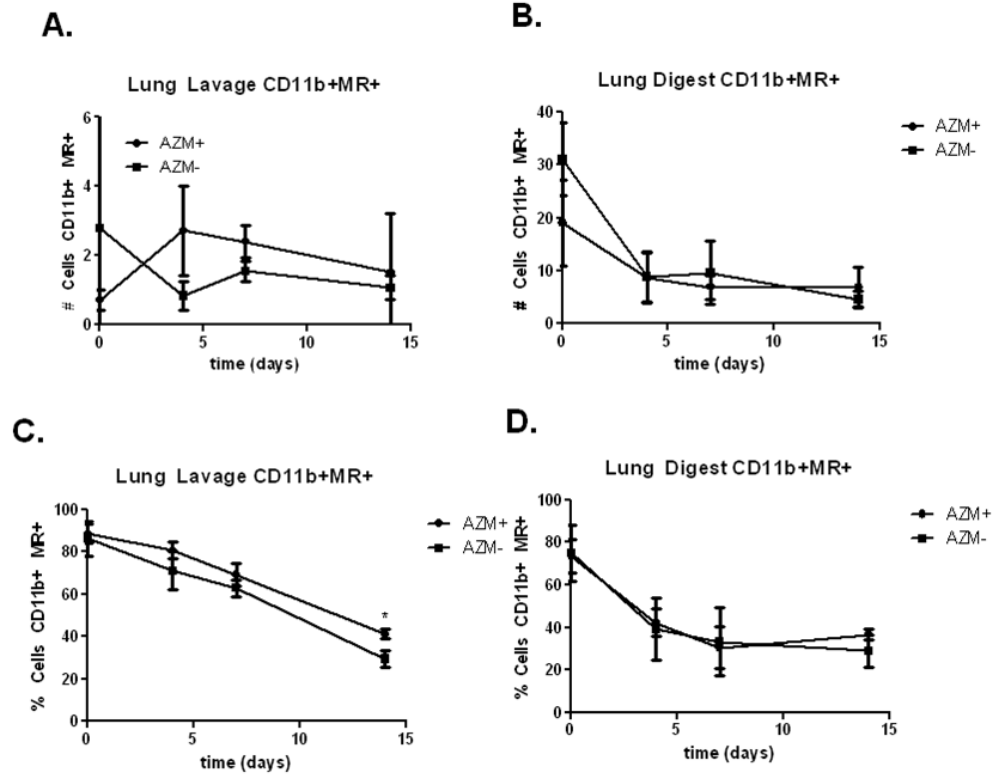 A.
Lung Lavage CD11b+MR+
# Cells CD11b+ MR+
6
4
2
0
AZM+
AZM-
0 5 10 15
time (days)
B.
Lung Digest CD11b+MR+
# Cells CD11b+ MR+
40
30
20
10
0
AZM+
AZM-
0 5 10 15
time (days)
C.
Lung Lavage CD11b+MR+
% Cells CD11b+ MR+
100
80
60
40
20
0
AZM+
AZM-
*
0 5 10 15
time (days)
D.
Lung Digest CD11b+MR+
% Cells CD11b+ MR+
100
80
60
40
20
0
AZM+
AZM-
0 5 10 15
time (days)